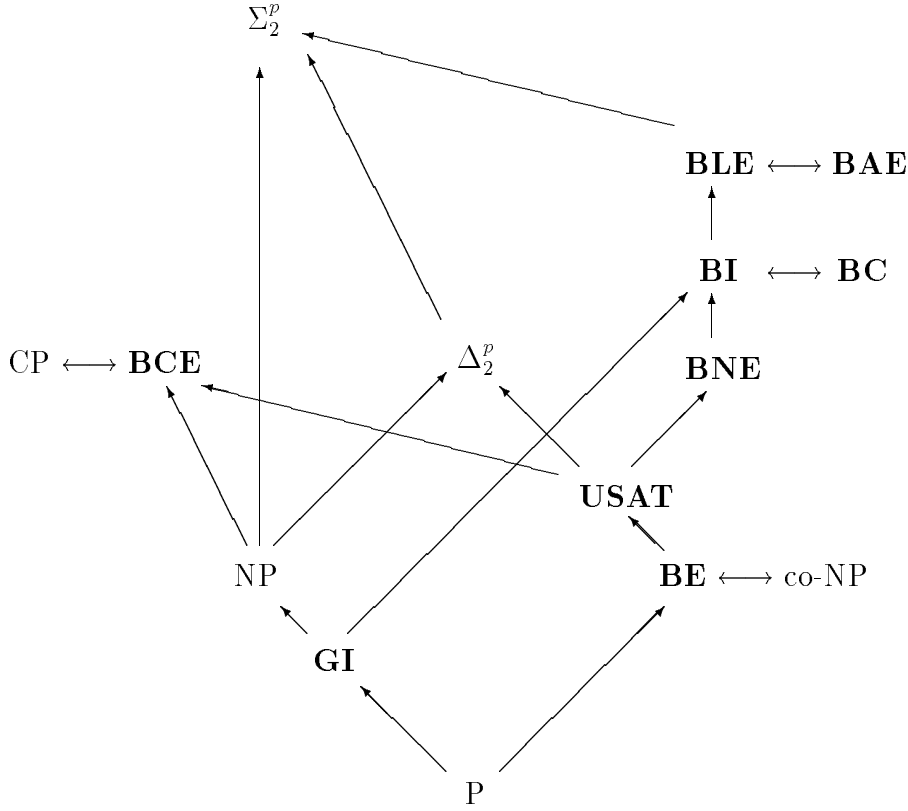 Σ₂ᵖ
BLE ⟷ BAE
BI ⟷ BC
CP ⟷ BCE Δ₂ᵖ BNE
USAT
NP BE ⟷ co-NP
GI
P